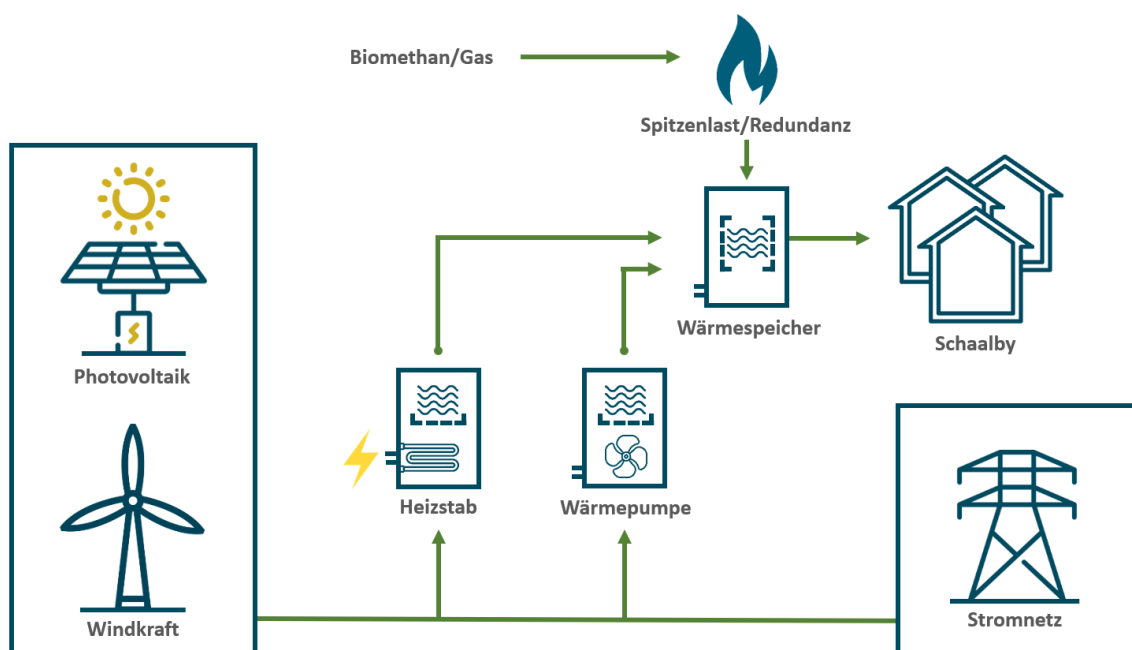 Biomethan/Gas
Spitzenlast/Redundanz
Wärmespeicher
Schaalby
Photovoltaik
Heizstab
Wärmepumpe
Windkraft
Stromnetz